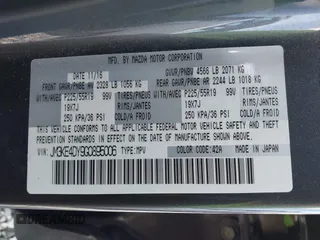 MFD BY MAZDA MOTOR CORPORATION
DATE 11/16 GVWR/PNBV 4566 LB 2071 KG
FRONT GAWR/PNBE AV 2328 LB 1056 KG REAR GAWR/PNBE AR 2244 LB 1018 KG
WITH/AVEC P225/55R19 99V TIRES/PNEUS WITH/AVEC P225/55R19 99V TIRES/PNEUS
19X7J RIMS/JANTES 19X7J RIMS/JANTES
250 KPA/36 PSI COLD/A FROID 250 KPA/36 PSI COLD/A FROID
THIS VEHICLE CONFORMS TO ALL APPLICABLE FEDERAL MOTOR VEHICLE SAFETY, BUMPER,
AND THEFT PREVENTION STANDARDS IN EFFECT ON THE DATE OF MANUFACTURE SHOWN ABOVE.
VIN: JM3KE4DY9G0895006 TYPE:MPV COLOR CODE:42A MADE IN JAPAN